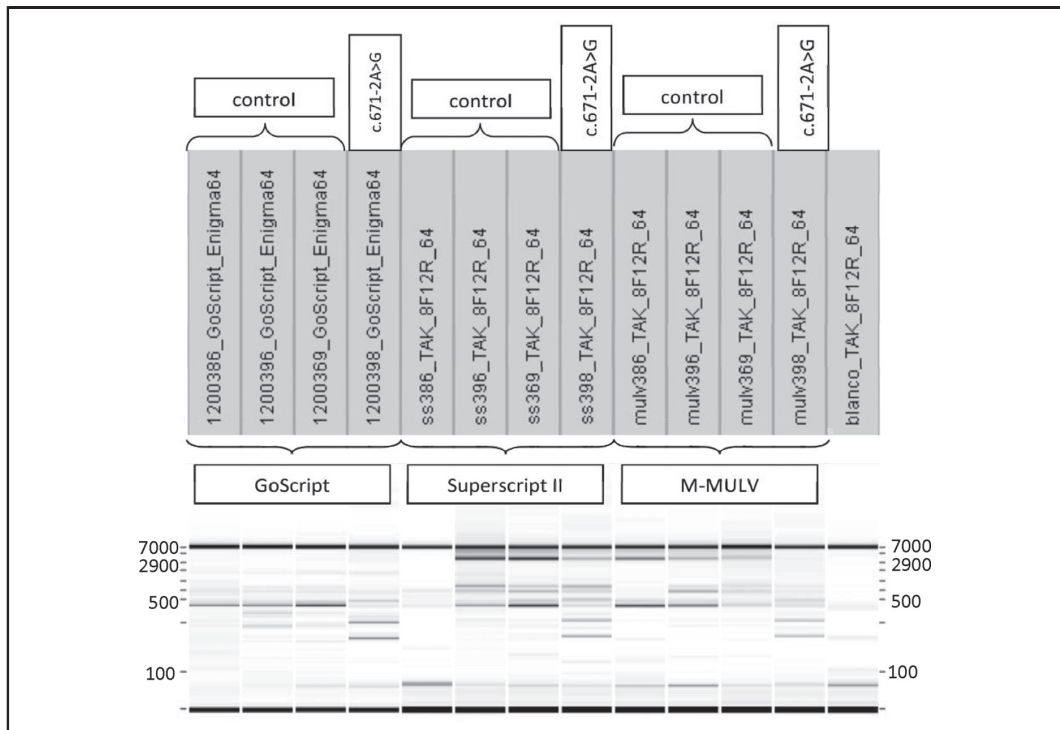 c.671-2A>G
c.671-2A>G
c.671-2A>G
control
control
control
1200386_GoScript_Enigma64
1200396_GoScript_Enigma64
1200369_GoScript_Enigma64
1200398_GoScript_Enigma64
ss386_TAK_8F12R_64
ss396_TAK_8F12R_64
ss369_TAK_8F12R_64
ss398_TAK_8F12R_64
mulv386_TAK_8F12R_64
mulv396_TAK_8F12R_64
mulv369_TAK_8F12R_64
mulv398_TAK_8F12R_64
blanco_TAK_8F12R_64
GoScript
Superscript II
M-MULV
7000
2900
500
100
7000
2900
500
100